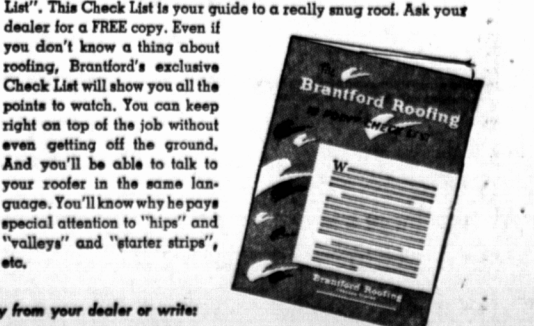 List". This Check List is your guide to a really snug roof. Ask your
dealer for a FREE copy. Even if
you don't know a thing about
roofing, Brantford's exclusive
Check List will show you all the
points to watch. You can keep
right on top of the job without
even getting off the ground.
And you'll be able to talk to
your roofer in the same lan-
guage. You'll know why he pays
special attention to "hips" and
"valleys" and "starter strips",
etc.
y from your dealer or write:
The
Brantford Roofing
CHECK LIST
W
Brantford Roofing